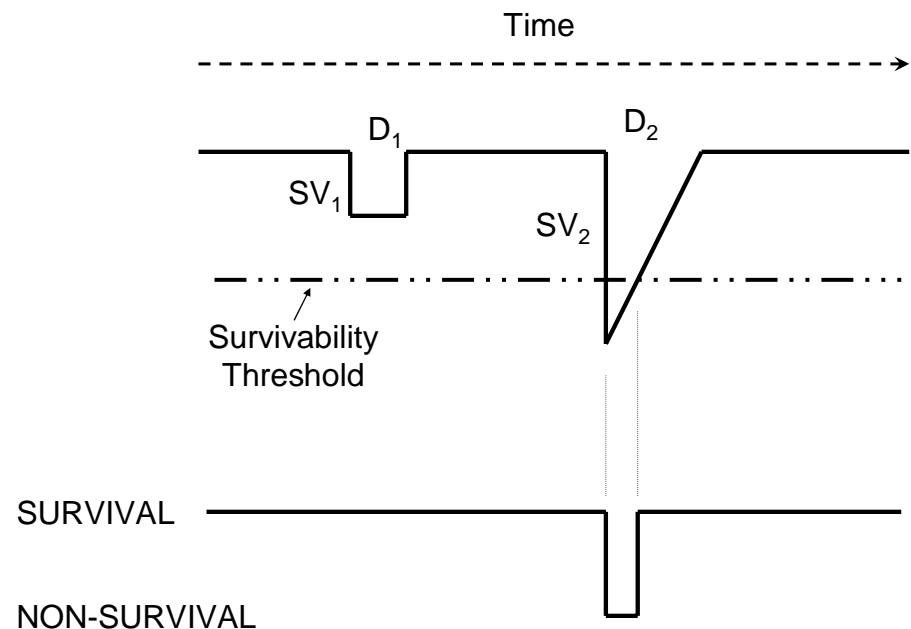 Time
D₁
D₂
SV₁
SV₂
Survivability
Threshold
SURVIVAL
NON-SURVIVAL